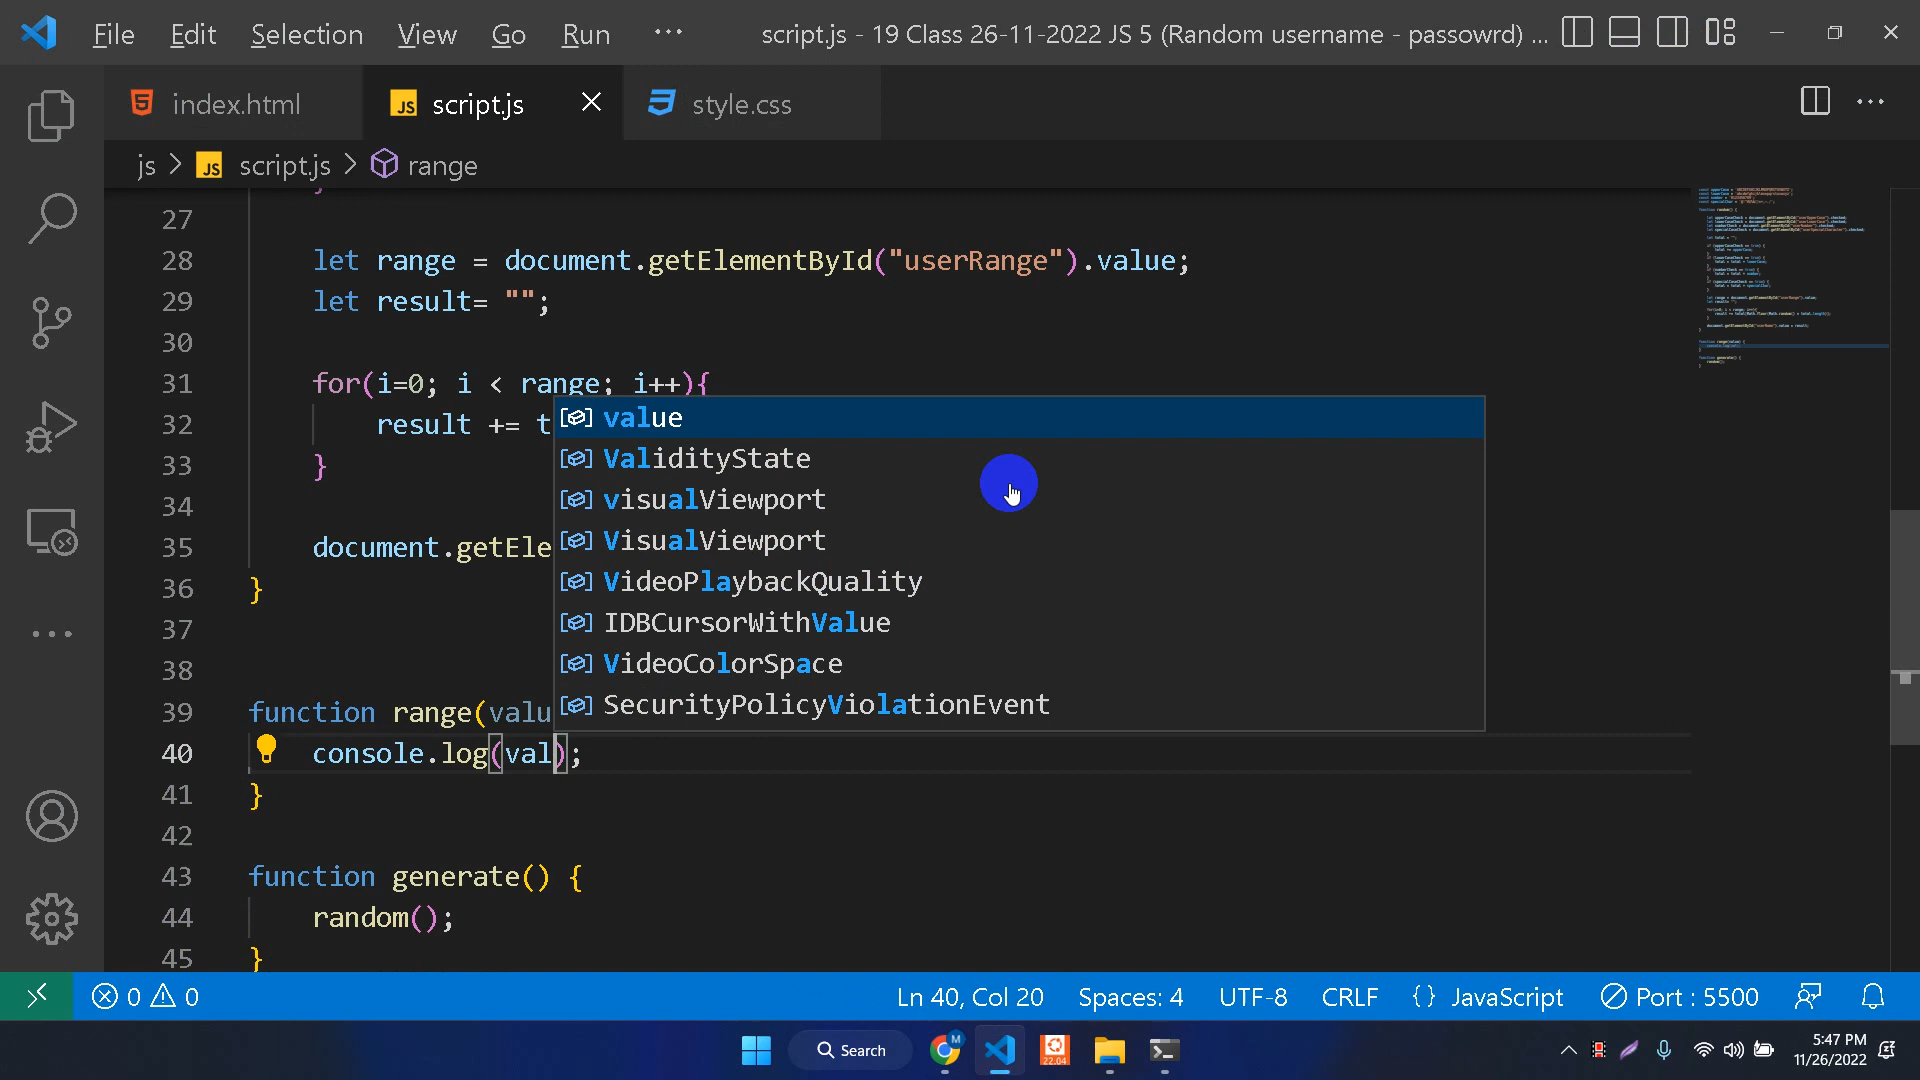 File Edit Selection View Go Run ··· script.js - 19 Class 26-11-2022 JS 5 (Random username - passowrd) ...
index.html JS script.js style.css
js > JS script.js > range
27
28 let range = document.getElementById("userRange").value;
29 let result= "";
30
31 for(i=0; i < range; i++){
32 result += t
33 }
34
35 document.getEle
36 }
37
38
39 function range(valu
40 console.log(val);
41 }
42
43 function generate() {
44 random();
45 }
value
ValidityState
visualViewport
VisualViewport
VideoPlaybackQuality
IDBCursorWithValue
VideoColorSpace
SecurityPolicyViolationEvent
0 0 Ln 40, Col 20 Spaces: 4 UTF-8 CRLF {} JavaScript Port : 5500
Search M 22.04 5:47 PM
11/26/2022